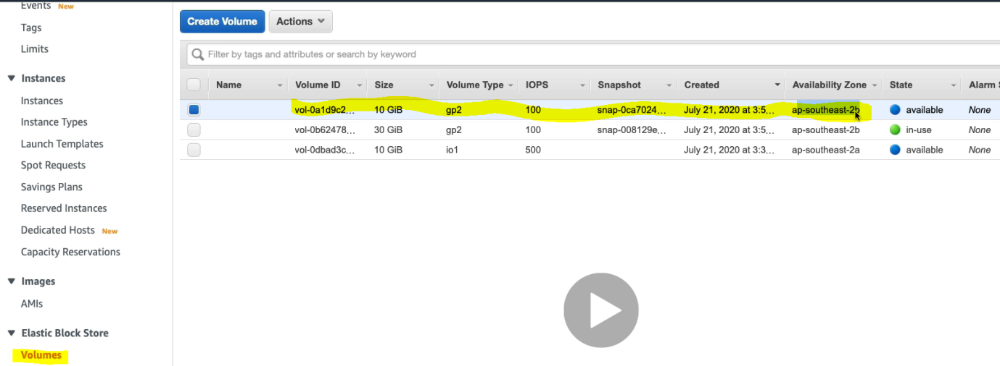 Events New
Tags
Limits
Instances
Instances
Instance Types
Launch Templates
Spot Requests
Savings Plans
Reserved Instances
Dedicated Hosts New
Capacity Reservations
Images
AMIs
Elastic Block Store
Volumes
Create Volume Actions
Filter by tags and attributes or search by keyword
Name Volume ID Size Volume Type IOPS Snapshot Created Availability Zone State Alarm S
vol-0a1d9c2... 10 GiB gp2 100 snap-0ca7024... July 21, 2020 at 3:5... ap-southeast-2b available None
vol-0b62478... 30 GiB gp2 100 snap-008129e... July 21, 2020 at 3:5... ap-southeast-2b in-use None
vol-0dbad3c... 10 GiB io1 500 July 21, 2020 at 3:3... ap-southeast-2a available None